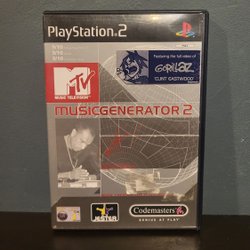 PlayStation 2
MUSIC TELEVISION
Featuring the full video of
GORILLAZ
'CLINT EASTWOOD'
MUSICGENERATOR 2
JESTER
Codemasters
GENIUS AT PLAY